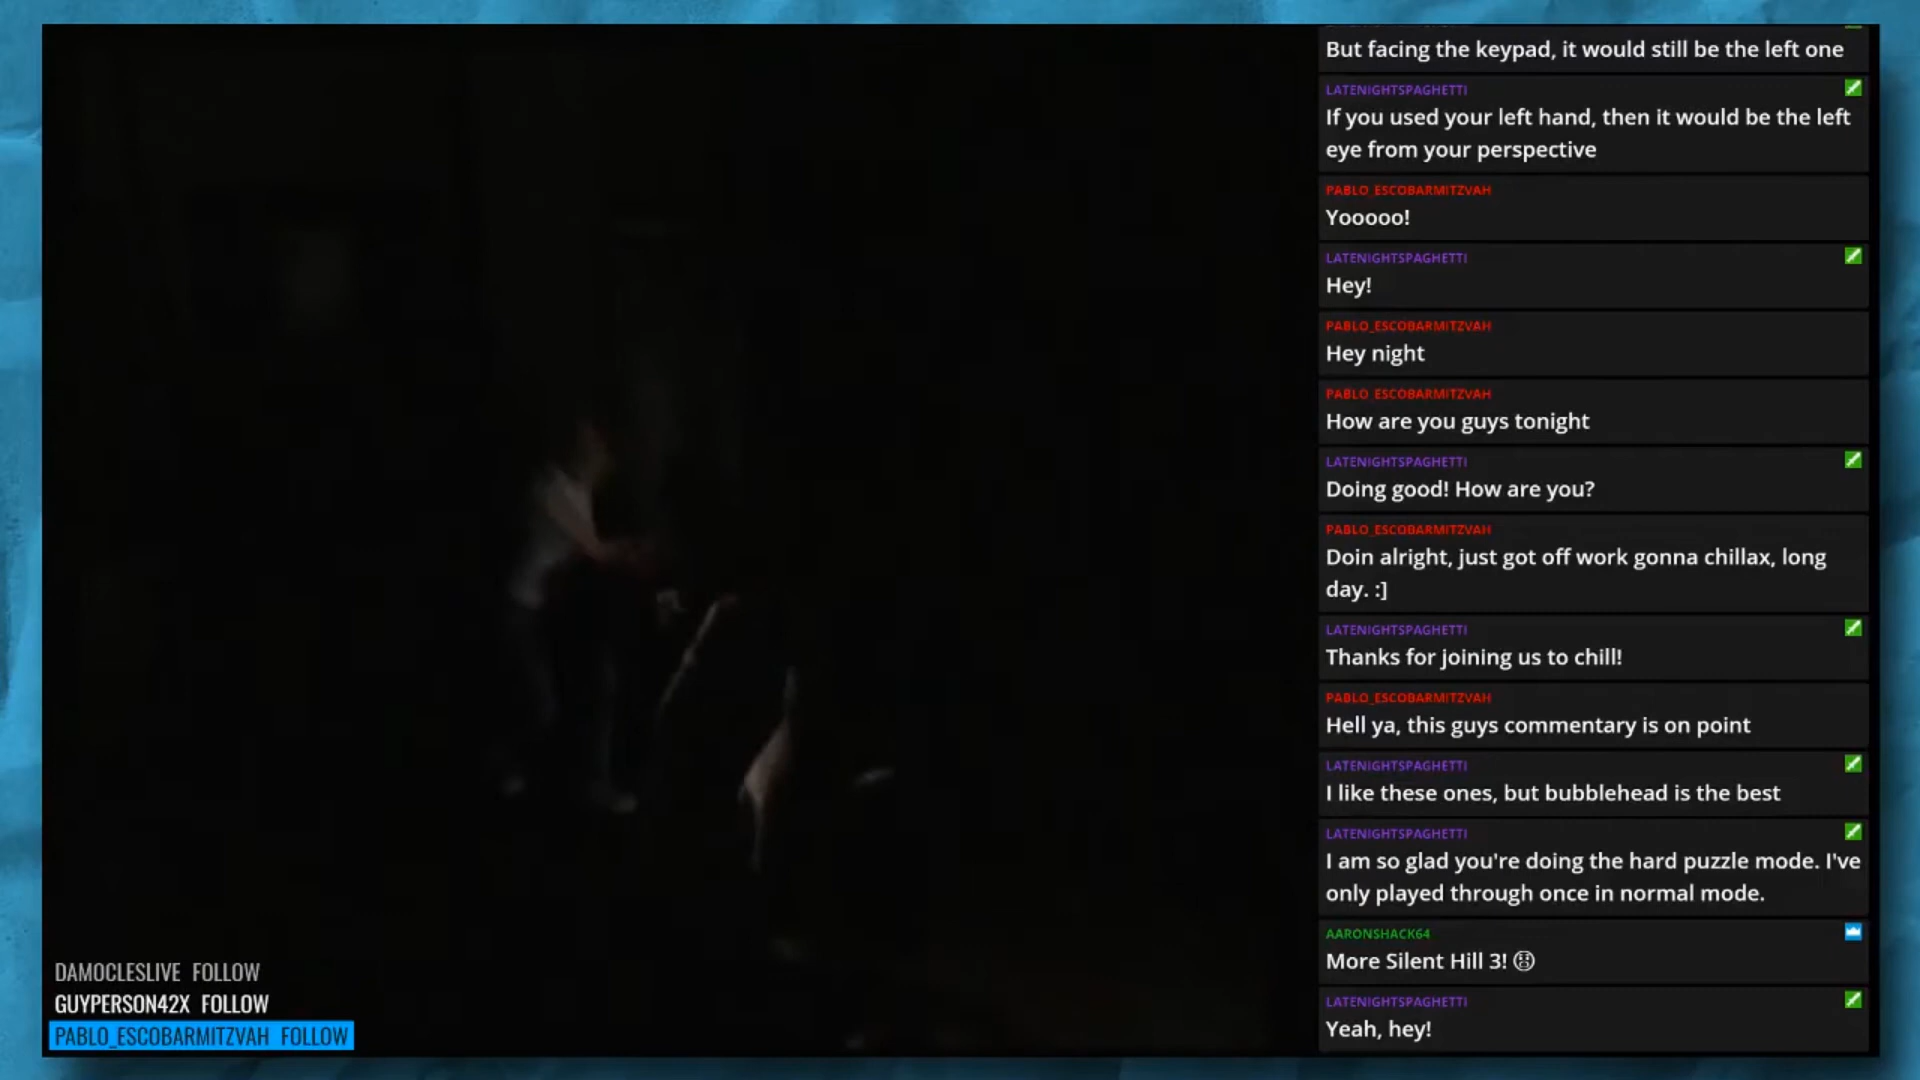 But facing the keypad, it would still be the left one
LATENIGHTSPAGHETTI
If you used your left hand, then it would be the left
eye from your perspective
PABLO_ESCOBARMITZVAH
Yooooo!
LATENIGHTSPAGHETTI
Hey!
PABLO_ESCOBARMITZVAH
Hey night
PABLO_ESCOBARMITZVAH
How are you guys tonight
LATENIGHTSPAGHETTI
Doing good! How are you?
PABLO_ESCOBARMITZVAH
Doin alright, just got off work gonna chillax, long
day. :]
LATENIGHTSPAGHETTI
Thanks for joining us to chill!
PABLO_ESCOBARMITZVAH
Hell ya, this guys commentary is on point
LATENIGHTSPAGHETTI
I like these ones, but bubblehead is the best
LATENIGHTSPAGHETTI
I am so glad you're doing the hard puzzle mode. I've
only played through once in normal mode.
AARONSHACK64
More Silent Hill 3!
LATENIGHTSPAGHETTI
Yeah, hey!
DAMOCLESLIVE FOLLOW
GUYPERSON42X FOLLOW
PABLO_ESCOBARMITZVAH FOLLOW